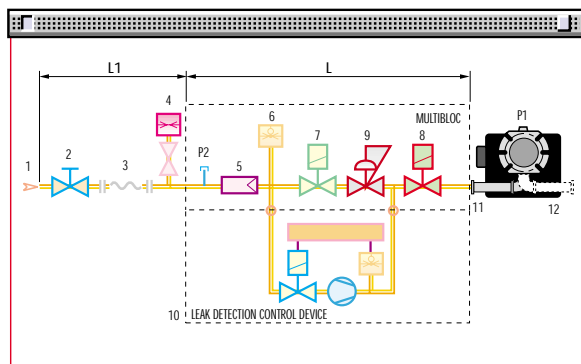 L1
L
4
6
MULTIBLOC
P1
7
9
8
1
2
3
P2
5
11
12
10
LEAK DETECTION CONTROL DEVICE